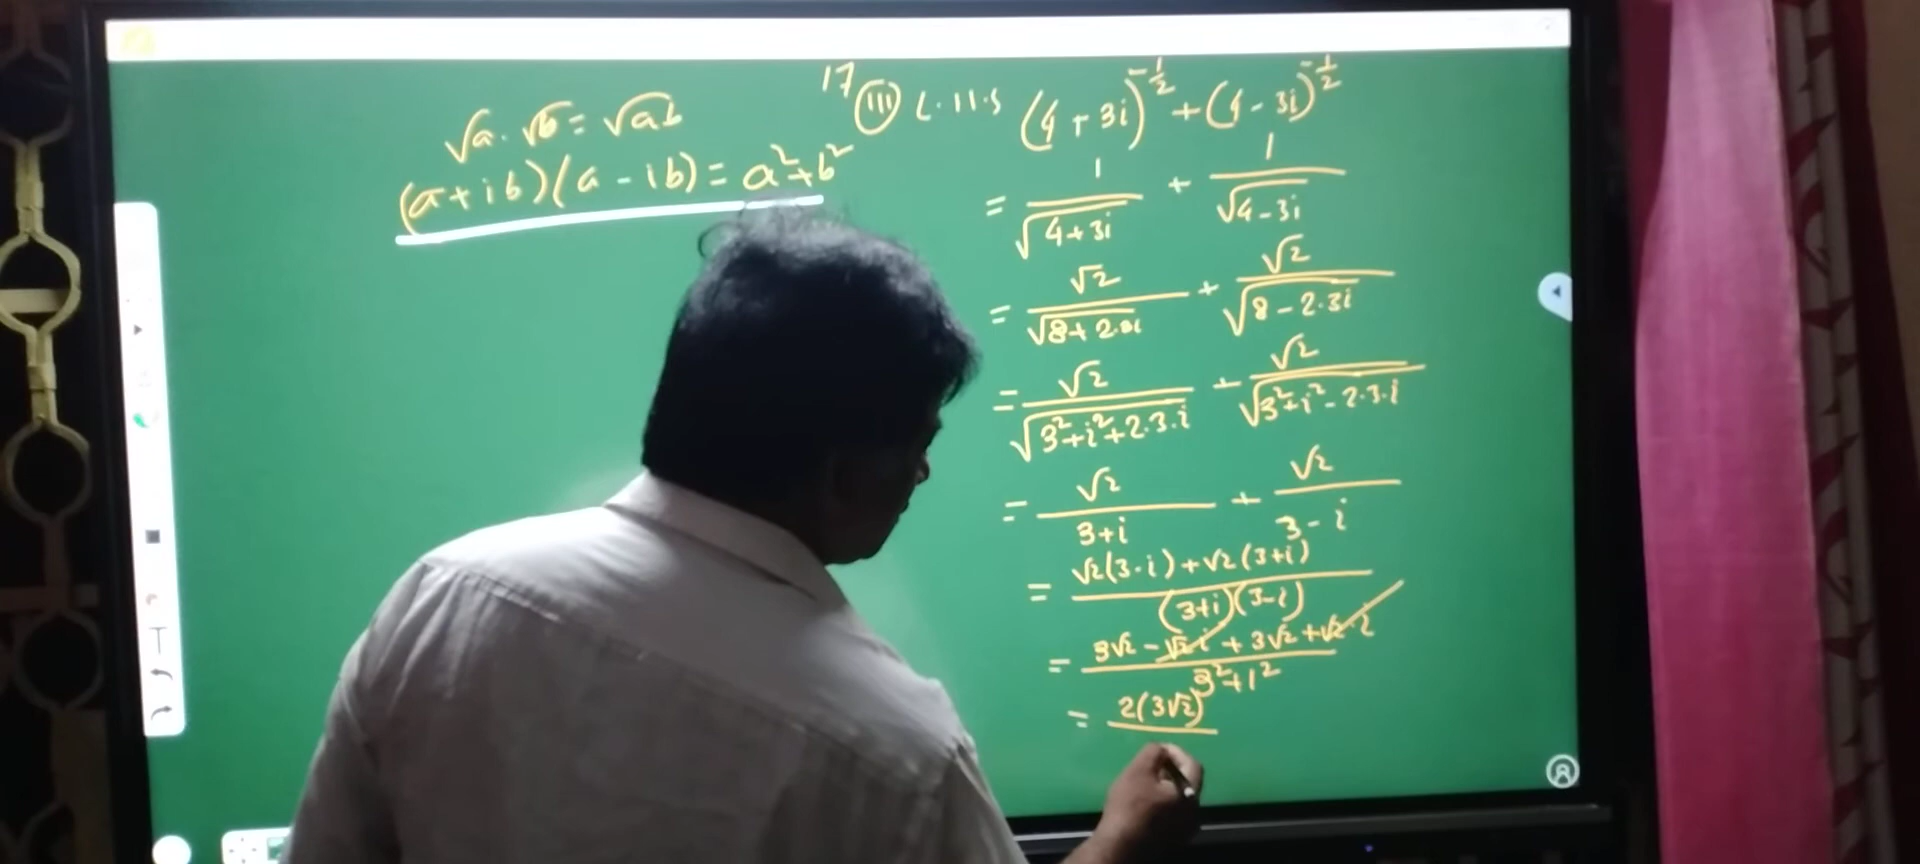 √a · √b = √ab
(a + ib)(a - ib) = a² + b²
17 (iii) L.H.S (4 + 3i)^{-1/2} + (4 - 3i)^{-1/2}
= 1/√(4+3i) + 1/√(4-3i)
= √2/√(8+2·3i) + √2/√(8-2·3i)
= √2/√(3²+i²+2·3·i) + √2/√(3²+i²-2·3·i)
= √2/(3+i) + √2/(3-i)
= (√2(3-i) + √2(3+i))/((3+i)(3-i))
= (3√2 - √2 i + 3√2 + √2 i)/(3²+1²)
= 2(3√2)
T